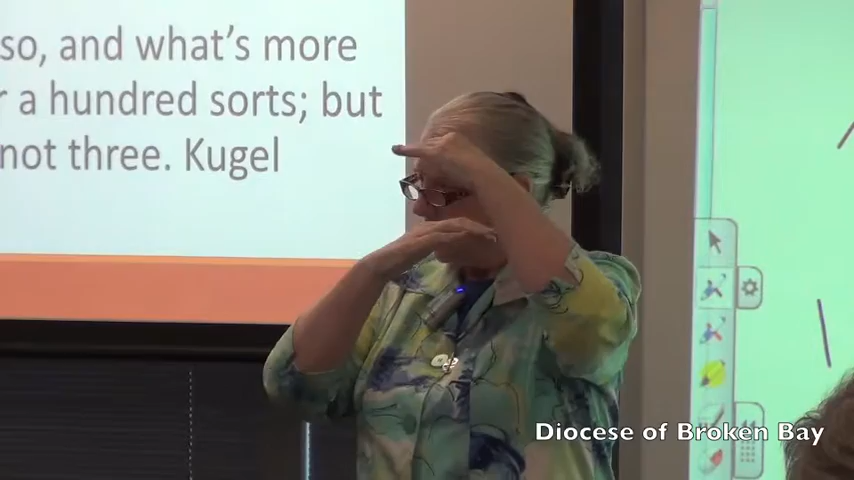 so, and what's more
a hundred sorts; but
not three. Kugel
Diocese of Broken Bay